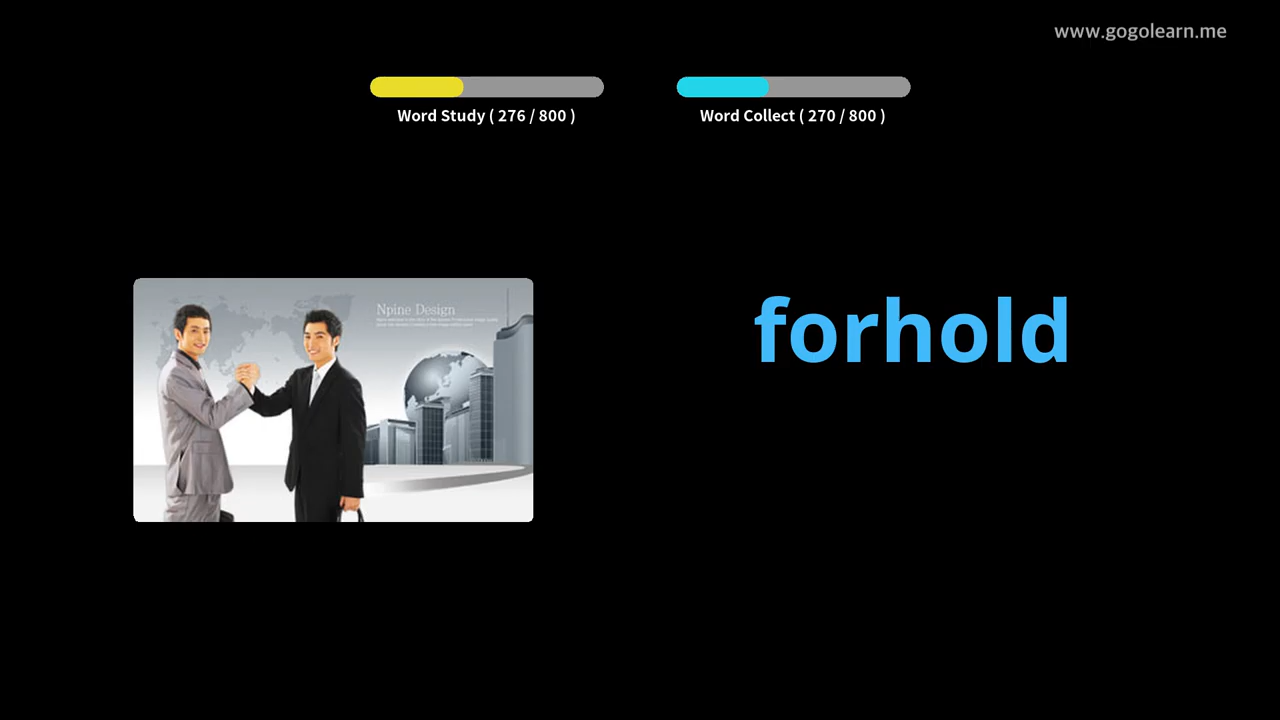 www.gogolearn.me
Word Study ( 276 / 800 )
Word Collect ( 270 / 800 )
Npine Design
forhold